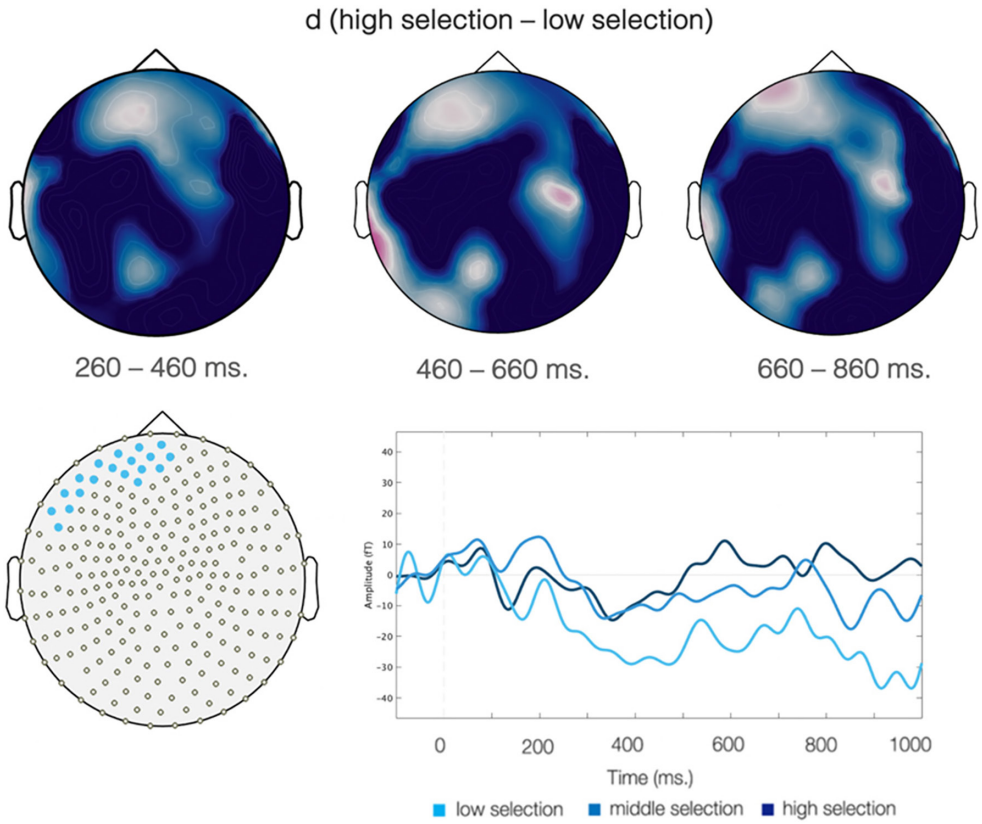 d (high selection – low selection)
260 – 460 ms.
460 – 660 ms.
660 – 860 ms.
40
30
20
10
0
-10
-20
-30
-40
Amplitude (fT)
0 200 400 600 800 1000
Time (ms.)
low selection middle selection high selection